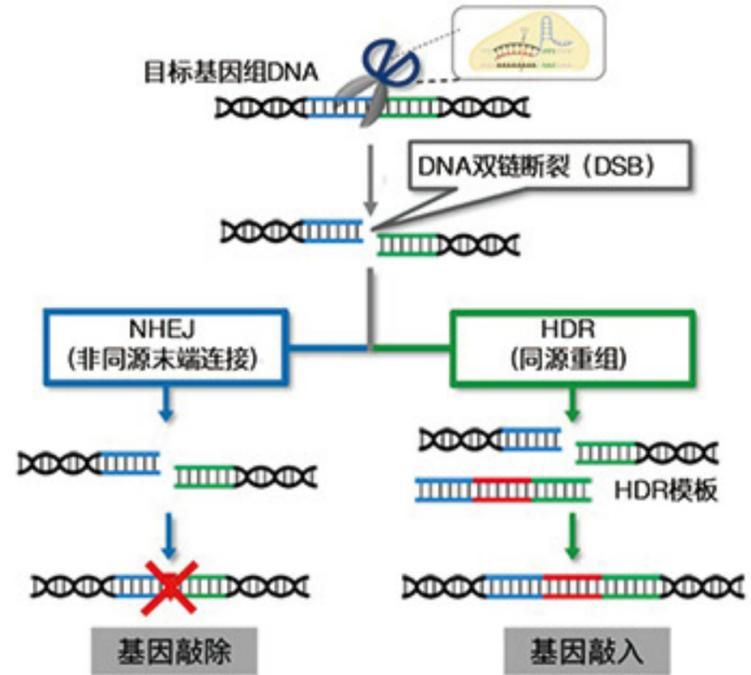 目标基因组DNA
DNA双链断裂（DSB）
NHEJ
(非同源末端连接)
HDR
(同源重组)
HDR模板
基因敲除
基因敲入